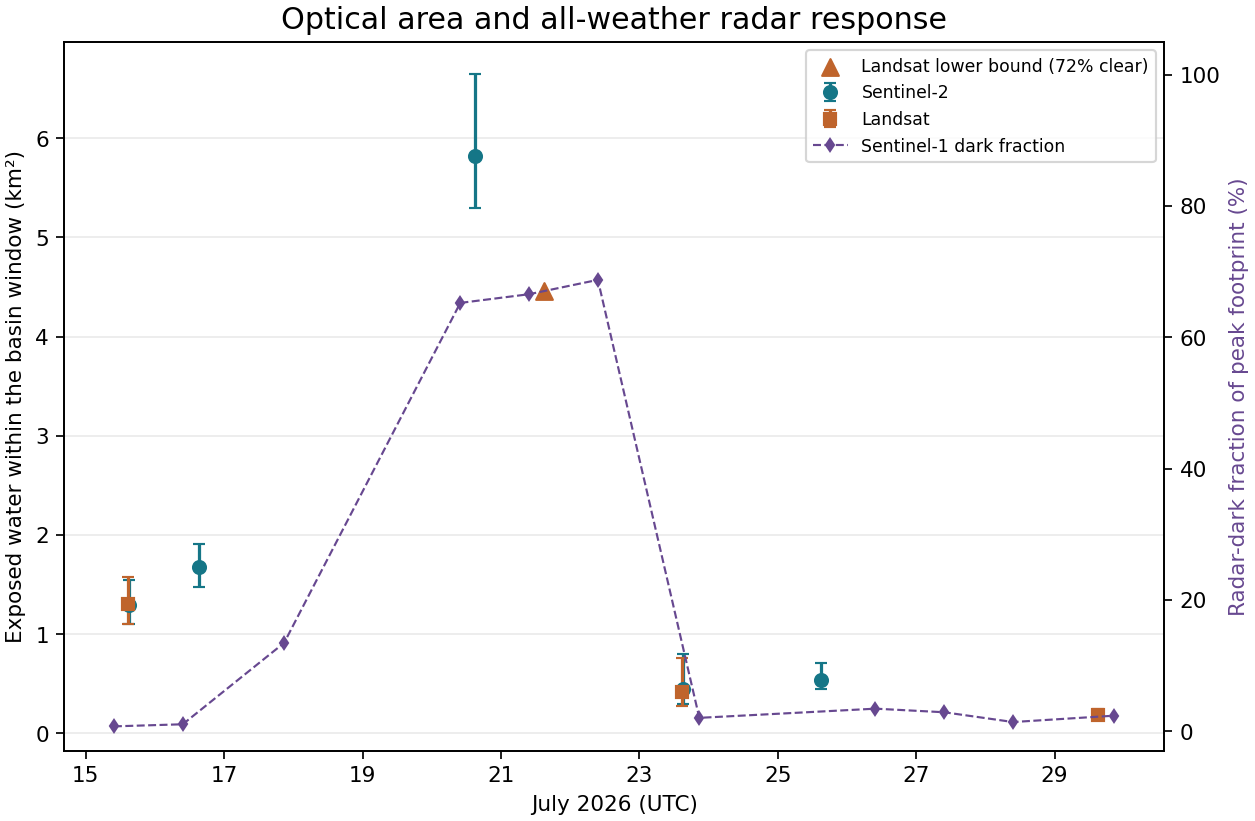 Optical area and all-weather radar response
Landsat lower bound (72% clear)
Sentinel-2
Landsat
Sentinel-1 dark fraction
Exposed water within the basin window (km²)
6
5
4
3
2
1
0
100
80
60
40
20
0
Radar-dark fraction of peak footprint (%)
15 17 19 21 23 25 27 29
July 2026 (UTC)